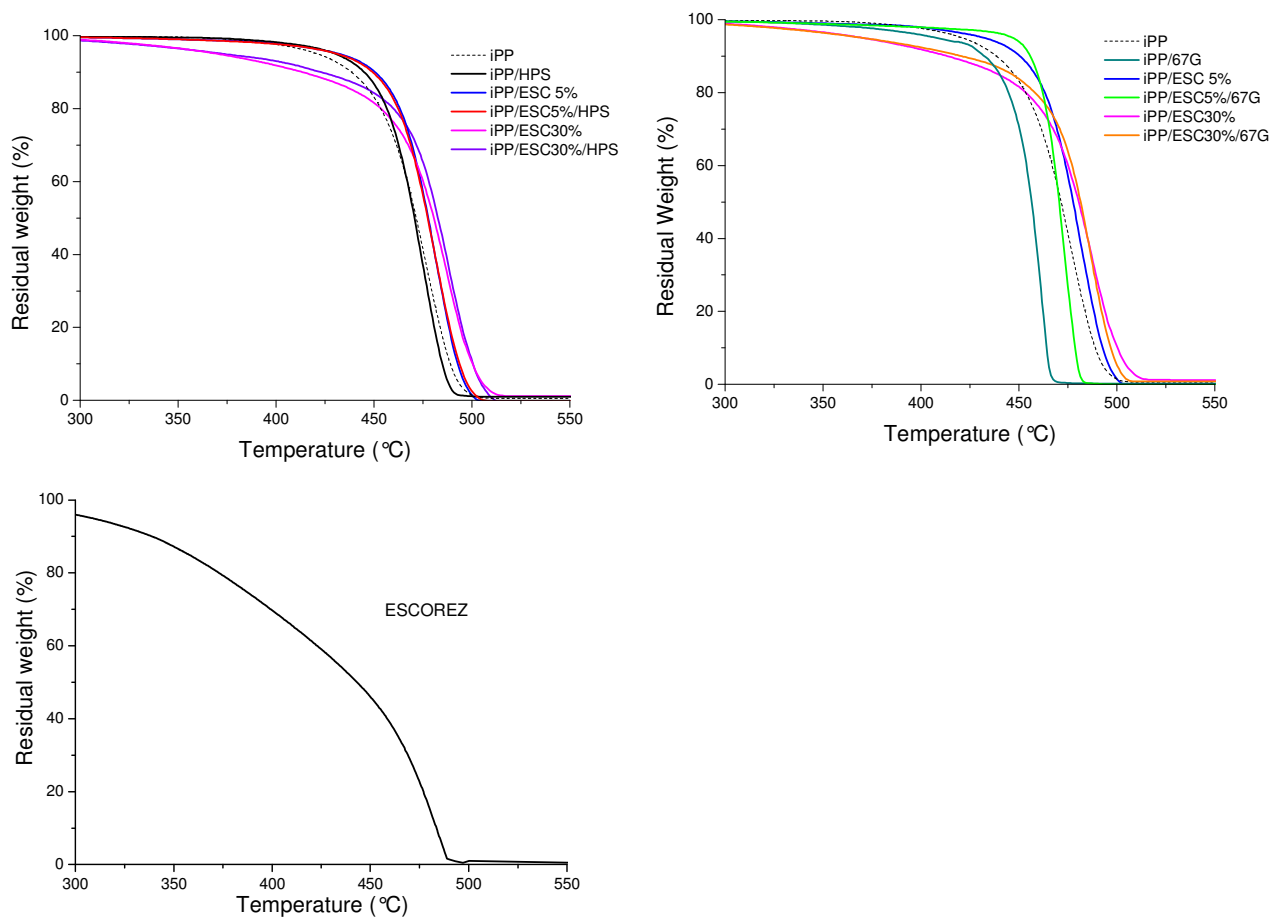 100
80
60
40
20
0
Residual weight (%)
iPP
iPP/HPS
iPP/ESC 5%
iPP/ESC5%/HPS
iPP/ESC30%
iPP/ESC30%/HPS
300 350 400 450 500 550
Temperature (°C)
100
80
60
40
20
0
Residual Weight (%)
iPP
iPP/67G
iPP/ESC 5%
iPP/ESC5%/67G
iPP/ESC30%
iPP/ESC30%/67G
300 350 400 450 500 550
Temperature (°C)
100
80
60
40
20
0
Residual weight (%)
ESCOREZ
300 350 400 450 500 550
Temperature (°C)